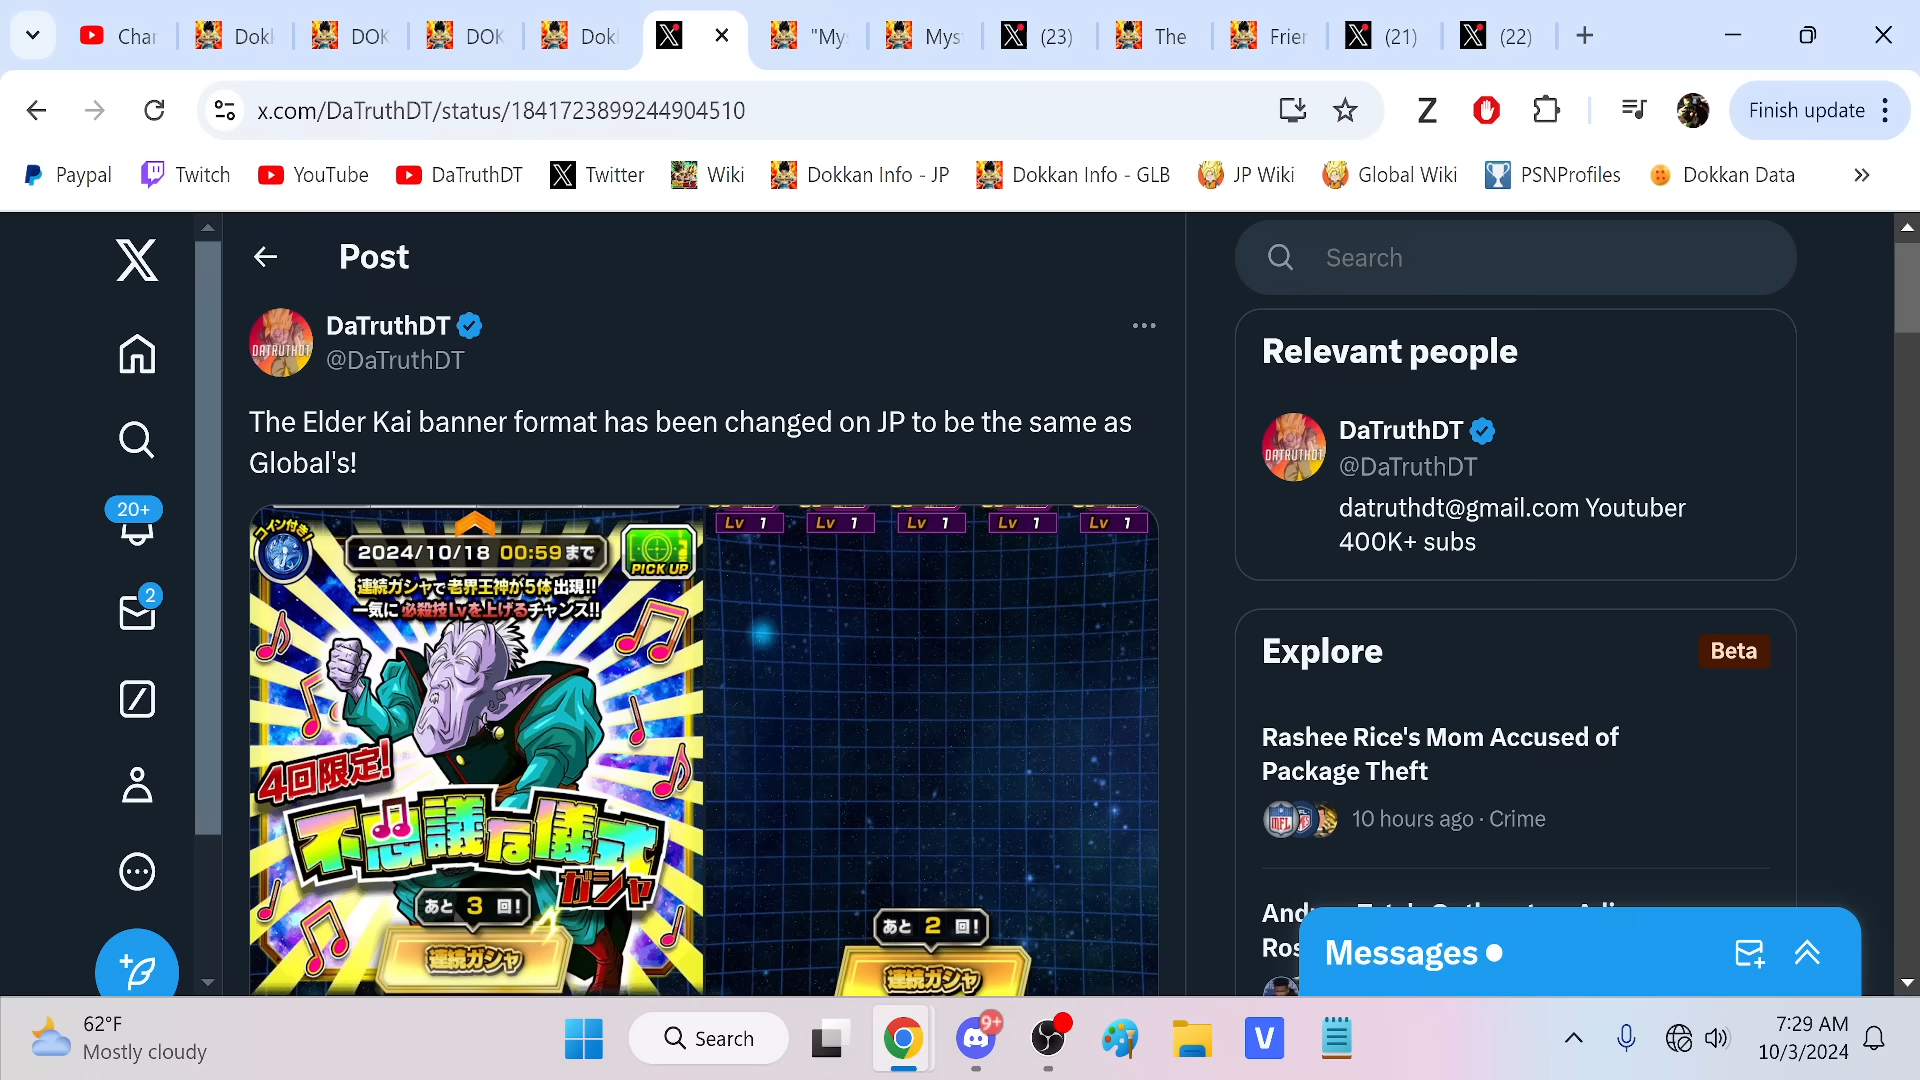 Char
Dokk
DOK
DOK
Dokl
"My
Mys
(23)
The
Frier
(21)
(22)
x.com/DaTruthDT/status/1841723899244904510
Finish update
Paypal
Twitch
YouTube
DaTruthDT
Twitter
Wiki
Dokkan Info - JP
Dokkan Info - GLB
JP Wiki
Global Wiki
PSNProfiles
Dokkan Data
Post
Search
DaTruthDT
@DaTruthDT
The Elder Kai banner format has been changed on JP to be the same as
Global's!
コイン付き!
2024/10/18 00:59まで
PICK UP
連続ガシャで老界王神が5体出現!!
一気に必殺技Lvを上げるチャンス!!
4回限定!
不思議な儀式
ガシャ
あと 3 回!
連続ガシャ
Lv 1
Lv 1
Lv 1
Lv 1
Lv 1
あと 2 回!
連続ガシャ
20+
2
Relevant people
DaTruthDT
@DaTruthDT
datruthdt@gmail.com Youtuber
400K+ subs
Explore
Beta
Rashee Rice's Mom Accused of
Package Theft
10 hours ago · Crime
Messages
62°F
Mostly cloudy
Search
9+
V
7:29 AM
10/3/2024